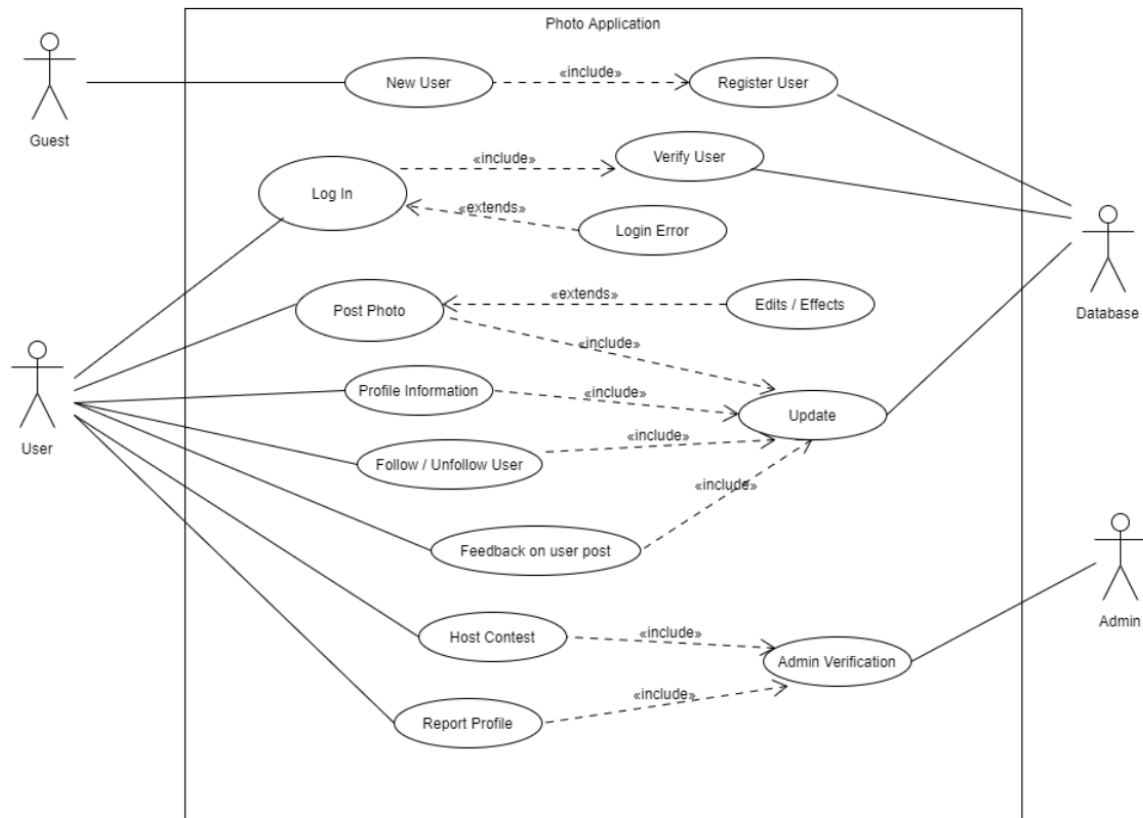 Photo Application
New User
«include»
Register User
Guest
«include»
Verify User
Log In
«extends»
Login Error
«extends»
Edits / Effects
Post Photo
Database
«include»
Profile Information
«include»
Update
User
«include»
Follow / Unfollow User
«include»
Feedback on user post
Admin
«include»
Host Contest
Admin Verification
«include»
Report Profile